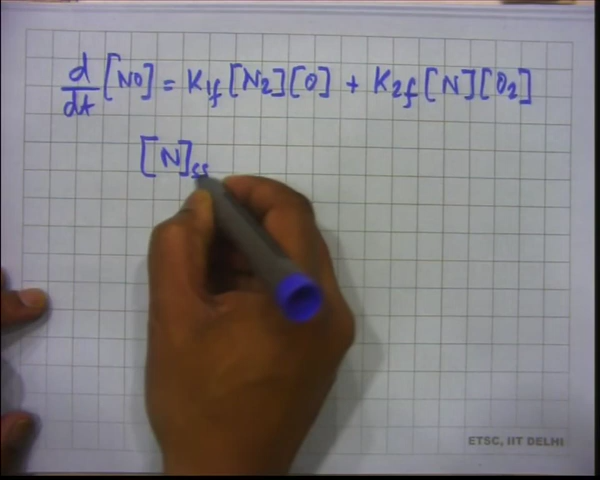 d/dt [NO] = K1f [N2][O] + K2f [N][O2]
[N]ss
ETSC, IIT DELHI